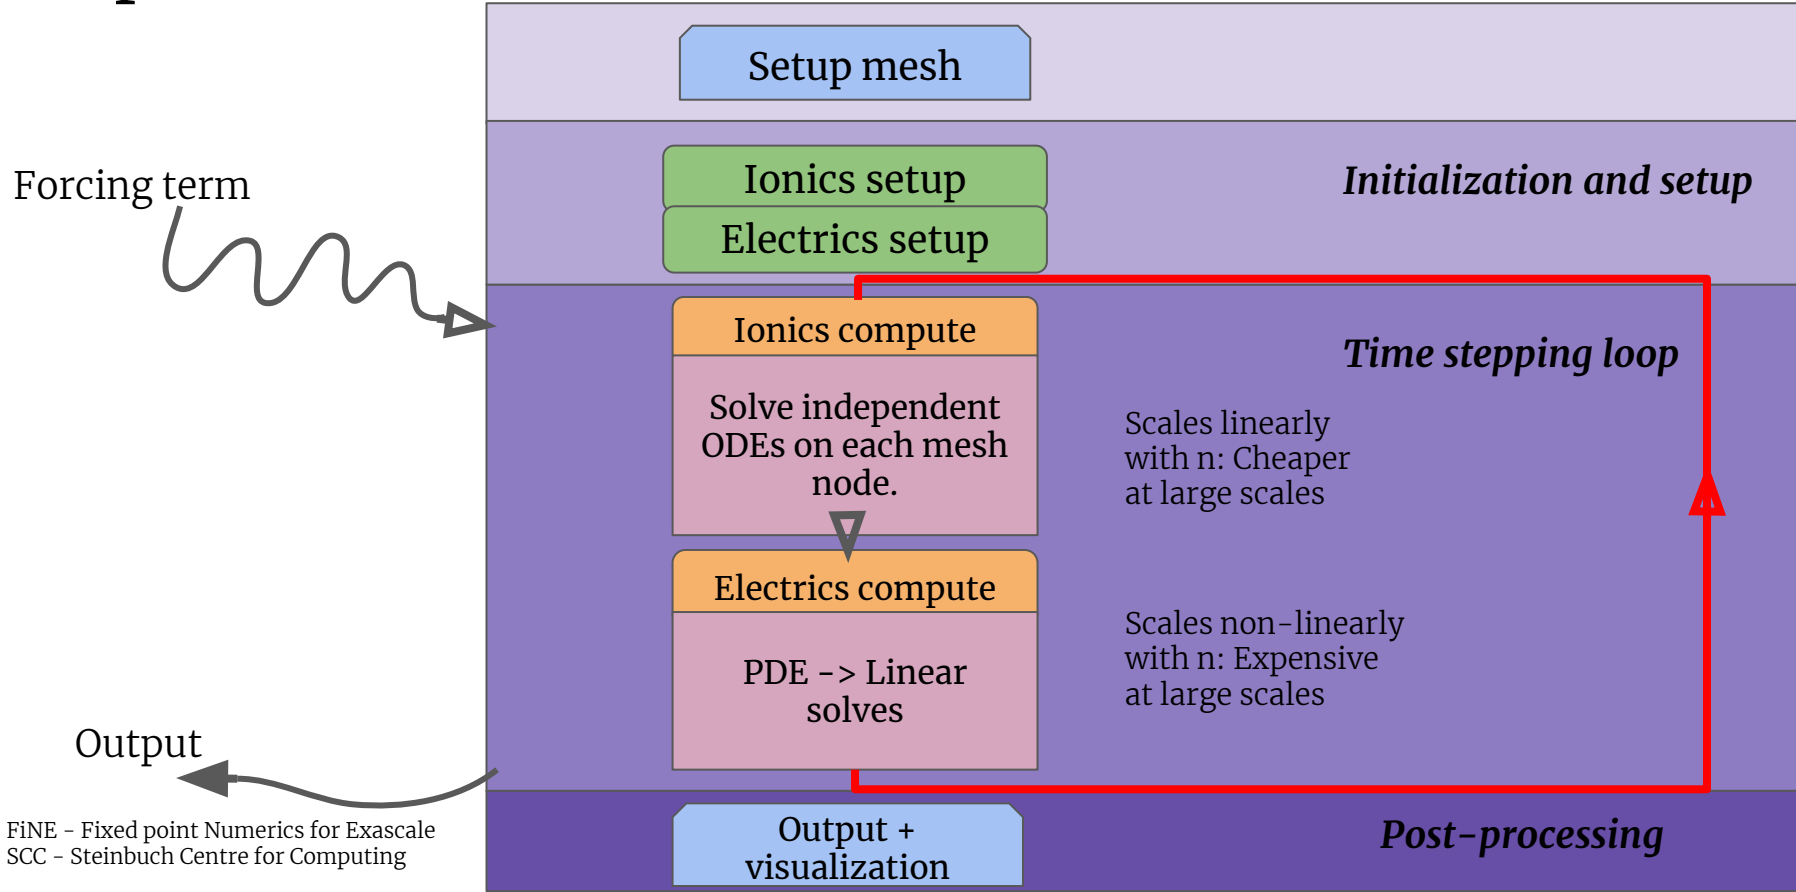 Setup mesh
Forcing term
Ionics setup
Electrics setup
Initialization and setup
Ionics compute
Solve independent
ODEs on each mesh
node.
Time stepping loop
Scales linearly
with n: Cheaper
at large scales
Electrics compute
PDE -> Linear
solves
Scales non-linearly
with n: Expensive
at large scales
Output
FiNE - Fixed point Numerics for Exascale
SCC - Steinbuch Centre for Computing
Output +
visualization
Post-processing